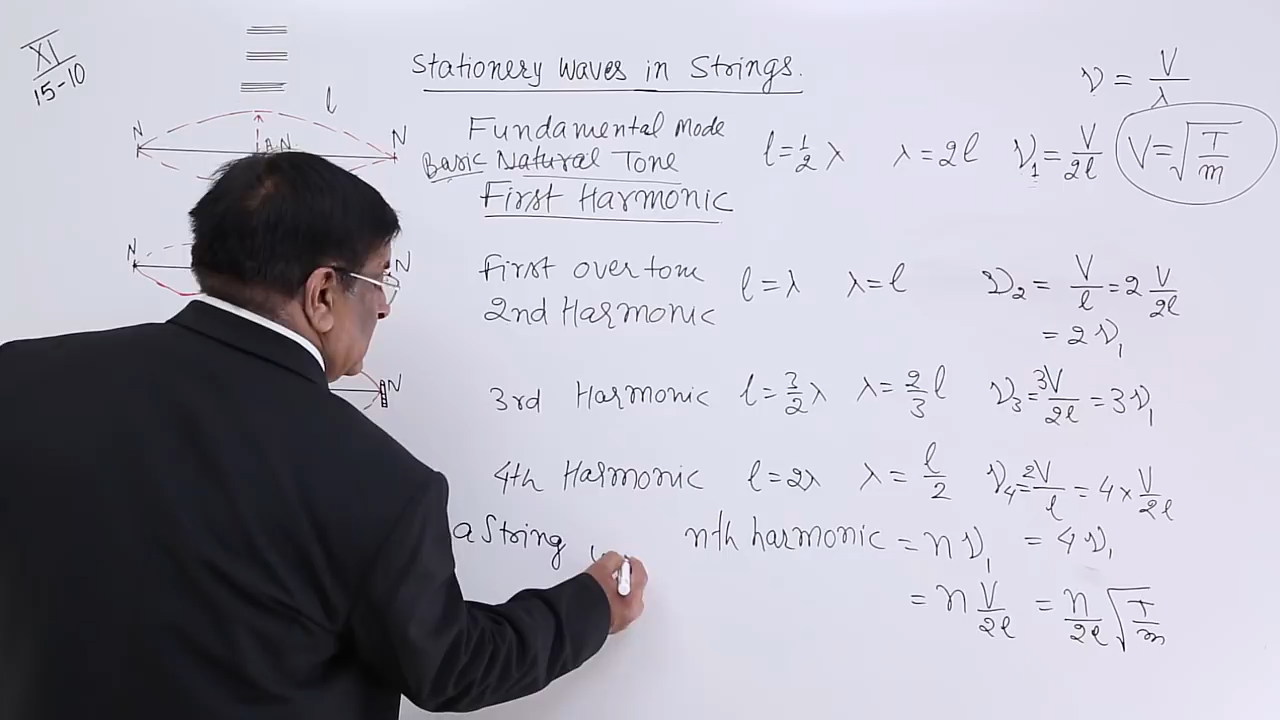 XI
15-10
Stationery Waves in Strings.
ν = V/λ
l
N A.N. N
Fundamental Mode
Basic Natural Tone
First Harmonic
l = 1/2 λ λ = 2l ν₁ = V/2l V = √(T/m)
N N
First overtone
2nd Harmonic
l = λ λ = l ν₂ = V/l = 2 V/2l
= 2 ν₁
N
3rd Harmonic l = 3/2 λ λ = 2/3 l ν₃ = 3V/2l = 3ν₁
4th Harmonic l = 2λ λ = l/2 ν₄ = 2V/l = 4 × V/2l
= 4 ν₁
a String
nth harmonic = n ν₁
= n V/2l = n/2l √(T/m)